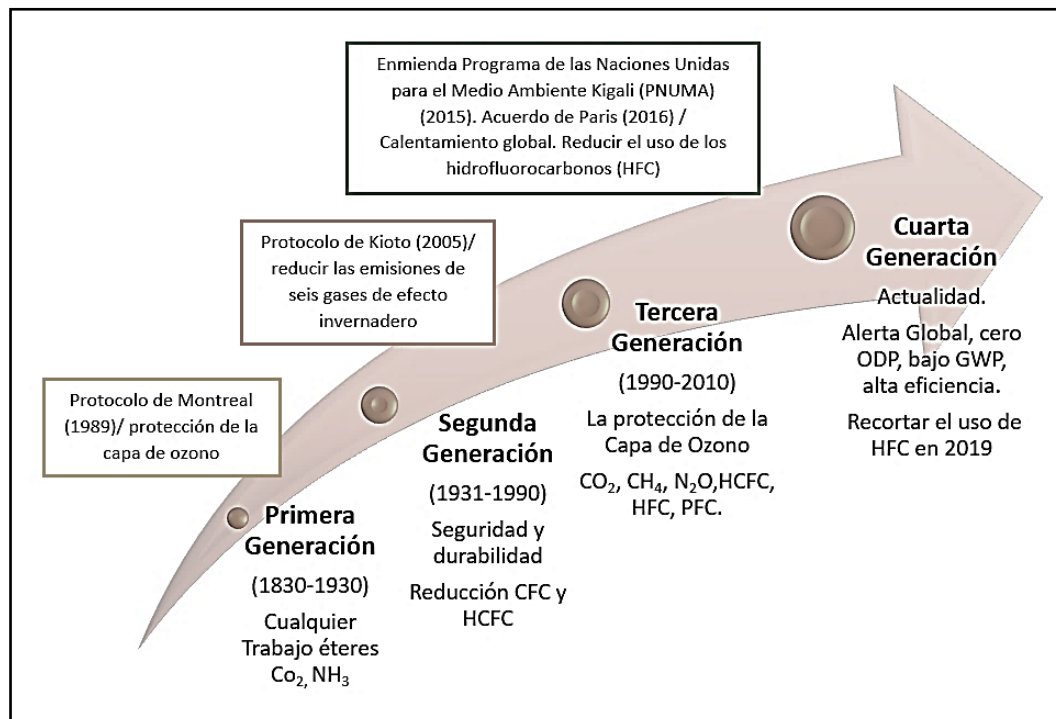 Enmienda Programa de las Naciones Unidas
para el Medio Ambiente Kigali (PNUMA)
(2015). Acuerdo de Paris (2016) /
Calentamiento global. Reducir el uso de los
hidrofluorocarbonos (HFC)
Protocolo de Kioto (2005)/
reducir las emisiones de
seis gases de efecto
invernadero
Protocolo de Montreal
(1989)/ protección de la
capa de ozono
Primera
Generación
(1830-1930)
Cualquier
Trabajo éteres
Co₂, NH₃
Segunda
Generación
(1931-1990)
Seguridad y
durabilidad
Reducción CFC y
HCFC
Tercera
Generación
(1990-2010)
La protección de la
Capa de Ozono
CO₂, CH₄, N₂O,HCFC,
HFC, PFC.
Cuarta
Generación
Actualidad.
Alerta Global, cero
ODP, bajo GWP,
alta eficiencia.
Recortar el uso de
HFC en 2019